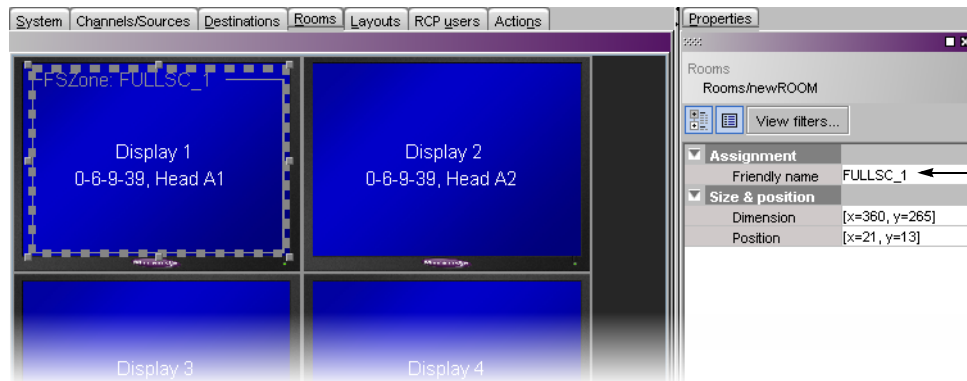 System Channels/Sources Destinations Rooms Layouts RCP users Actions
FSZone: FULLSC_1
Display 1
0-6-9-39, Head A1
Display 2
0-6-9-39, Head A2
Display 3
Display 4
Properties
Rooms
Rooms/newROOM
View filters...
Assignment
Friendly name FULLSC_1
Size & position
Dimension [x=360, y=265]
Position [x=21, y=13]